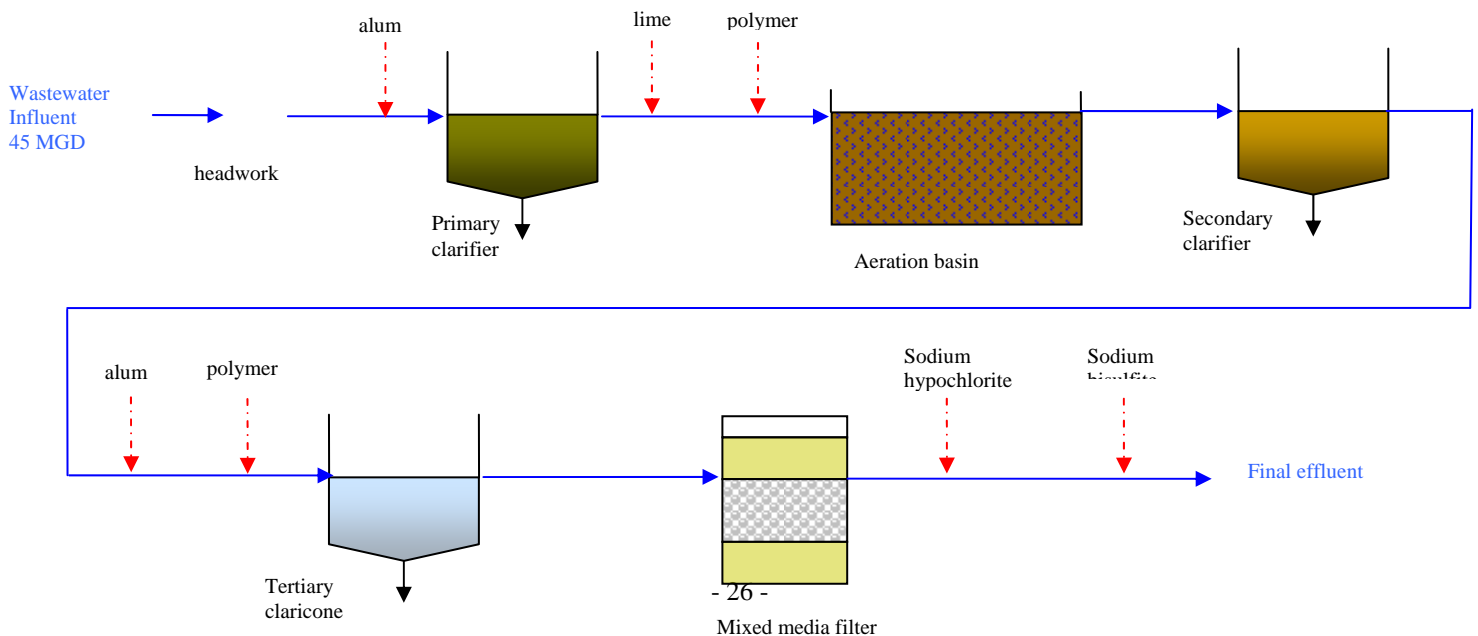 Wastewater
Influent
45 MGD
headwork
alum
Primary
clarifier
lime
polymer
Aeration basin
Secondary
clarifier
alum
polymer
Tertiary
claricone
- 26 -
Mixed media filter
Sodium
hypochlorite
Sodium
bisulfite
Final effluent